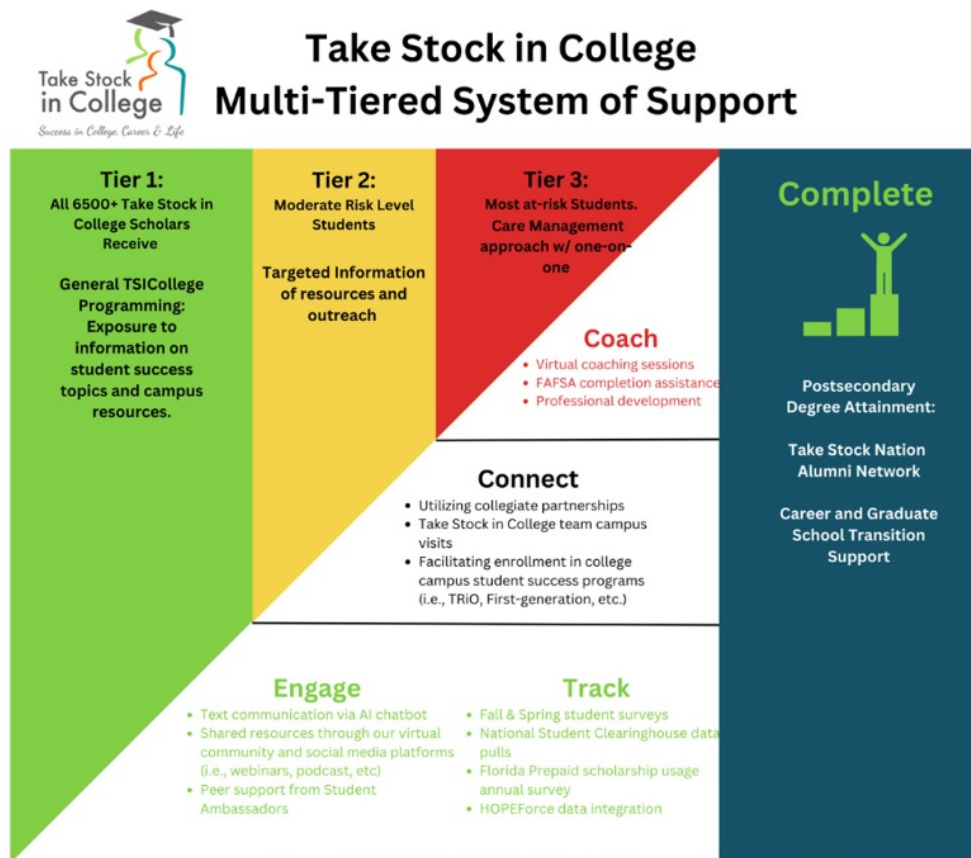 Take Stock
in College
Success in College, Career & Life
Take Stock in College
Multi-Tiered System of Support
Tier 1:
All 6500+ Take Stock in
College Scholars
Receive
General TSICollege
Programming:
Exposure to
information on
student success
topics and campus
resources.
Tier 2:
Moderate Risk Level
Students
Targeted Information
of resources and
outreach
Tier 3:
Most at-risk Students.
Care Management
approach w/ one-on-
one
Coach
• Virtual coaching sessions
• FAFSA completion assistance
• Professional development
Connect
• Utilizing collegiate partnerships
• Take Stock in College team campus
visits
• Facilitating enrollment in college
campus student success programs
(i.e., TRiO, First-generation, etc.)
Engage
• Text communication via AI chatbot
• Shared resources through our virtual
community and social media platforms
(i.e., webinars, podcast, etc)
• Peer support from Student
Ambassadors
Track
• Fall & Spring student surveys
• National Student Clearinghouse data
pulls
• Florida Prepaid scholarship usage
annual survey
• HOPEForce data integration
Complete
Postsecondary
Degree Attainment:
Take Stock Nation
Alumni Network
Career and Graduate
School Transition
Support